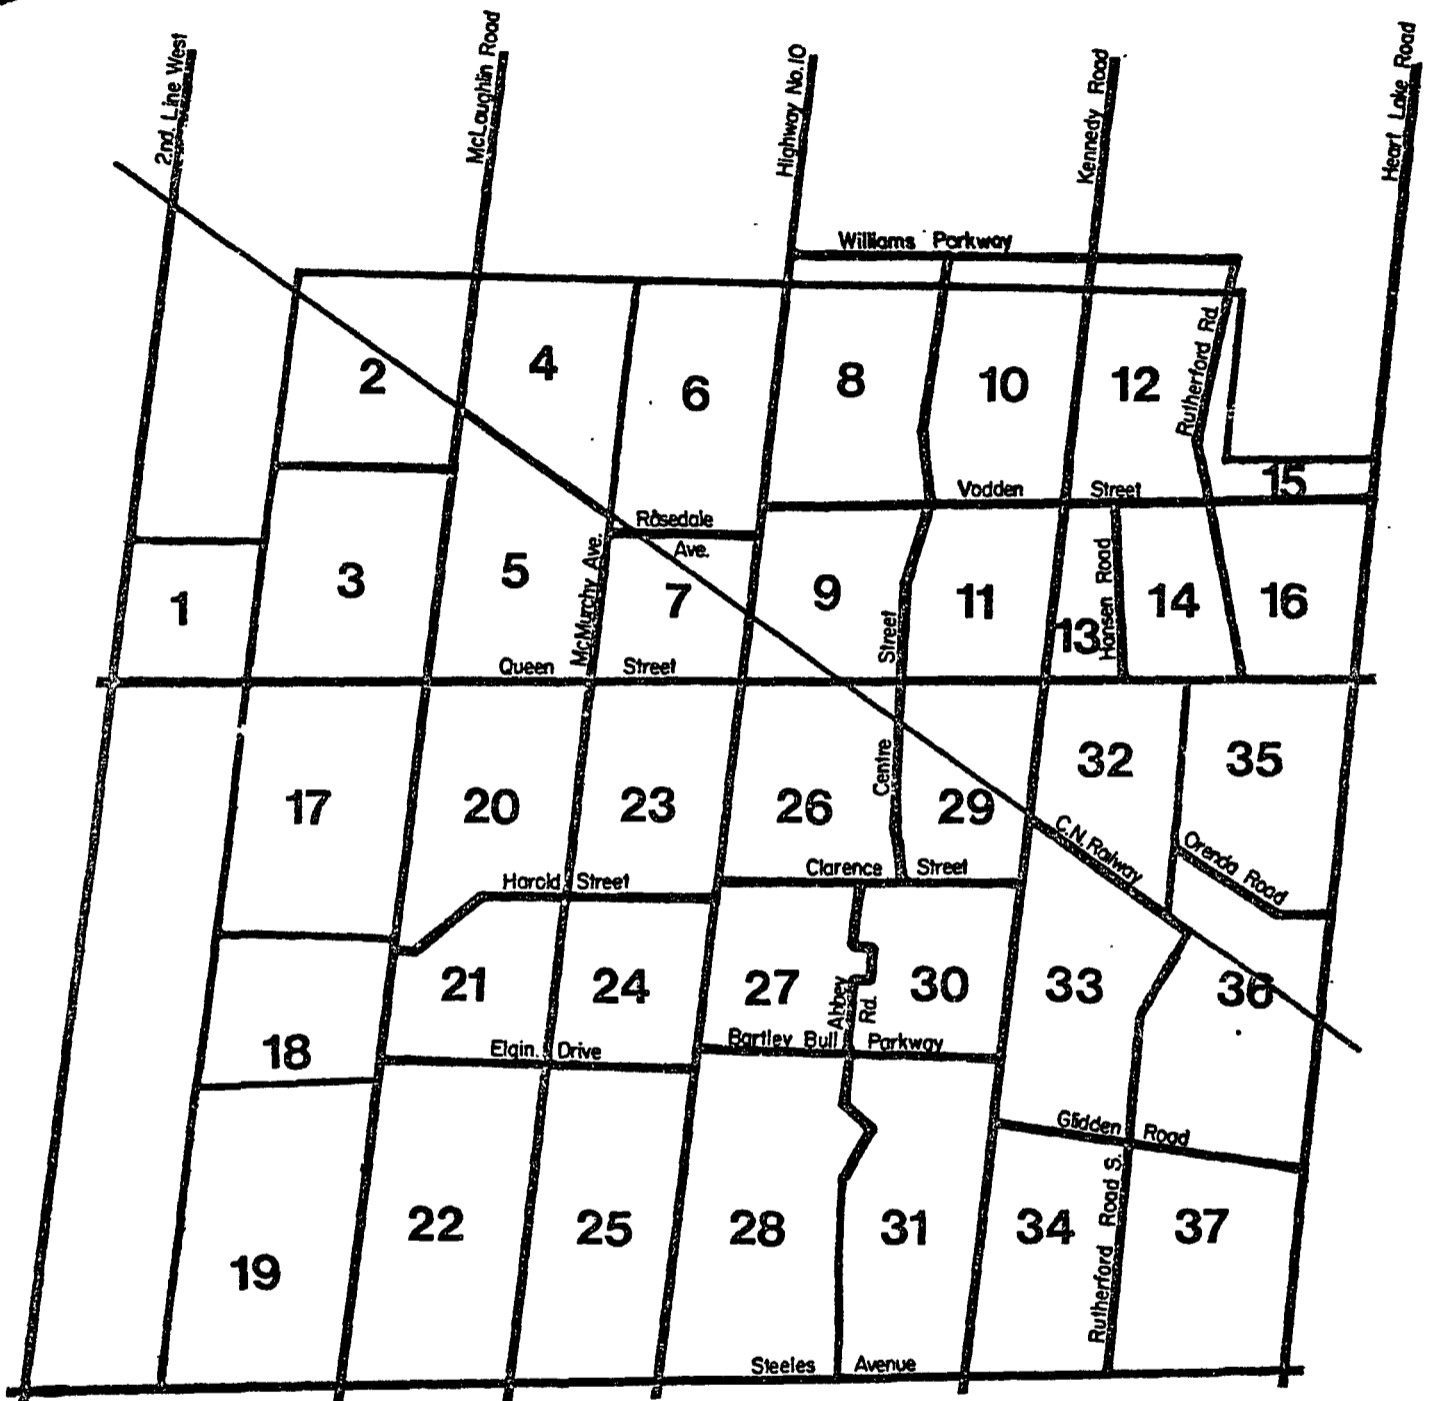 2nd. Line West
McLaughlin Road
Highway No.10
Kennedy Road
Heart Lake Road
Williams Parkway
2
4
6
8
10
12
Rutherford Rd.
15
Vodden Street
Rosedale
Ave.
1
3
5
McMurchy Ave.
7
9
Street
11
13
Hansen Road
14
16
Queen Street
17
20
23
26
Centre
29
32
35
C.N. Railway
Orenda Road
Harold Street
Clarence Street
21
24
27
Abbey
Rd.
30
33
36
18
Elgin. Drive
Bartley Bull Parkway
Glidden Road
19
22
25
28
31
34
Rutherford Road S.
37
Steeles Avenue